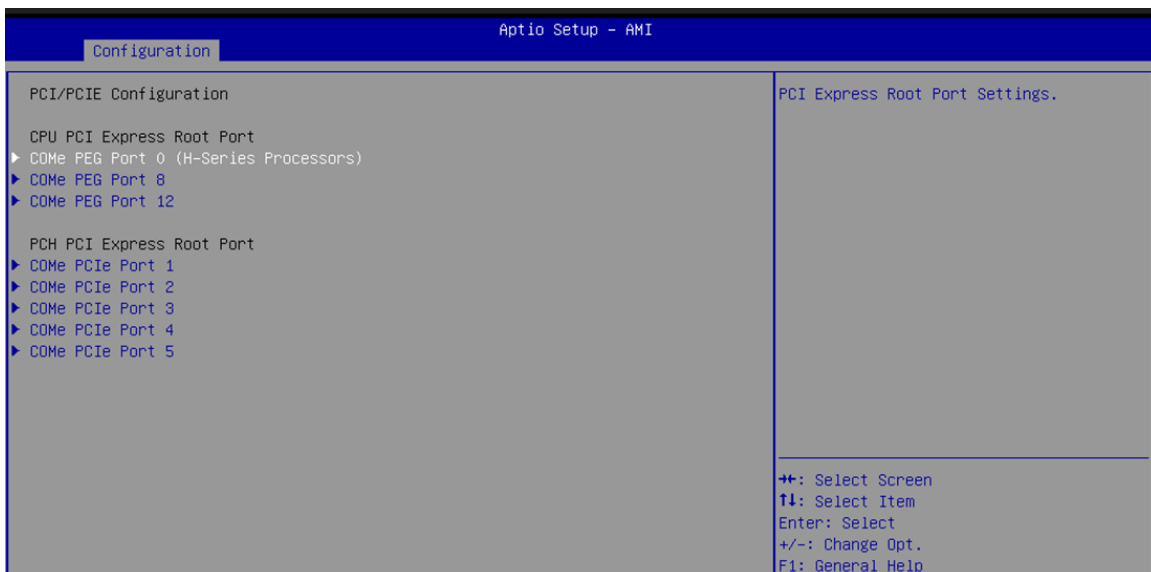 Aptio Setup – AMI
Configuration
PCI/PCIE Configuration
CPU PCI Express Root Port
▶ COMe PEG Port 0 (H-Series Processors)
▶ COMe PEG Port 8
▶ COMe PEG Port 12
PCH PCI Express Root Port
▶ COMe PCIe Port 1
▶ COMe PCIe Port 2
▶ COMe PCIe Port 3
▶ COMe PCIe Port 4
▶ COMe PCIe Port 5
PCI Express Root Port Settings.
→←: Select Screen
↑↓: Select Item
Enter: Select
+/-: Change Opt.
F1: General Help